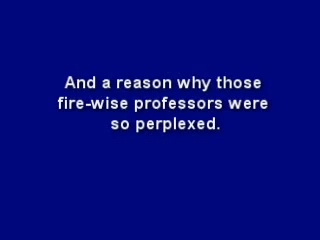 And a reason why those
fire-wise professors were
so perplexed.